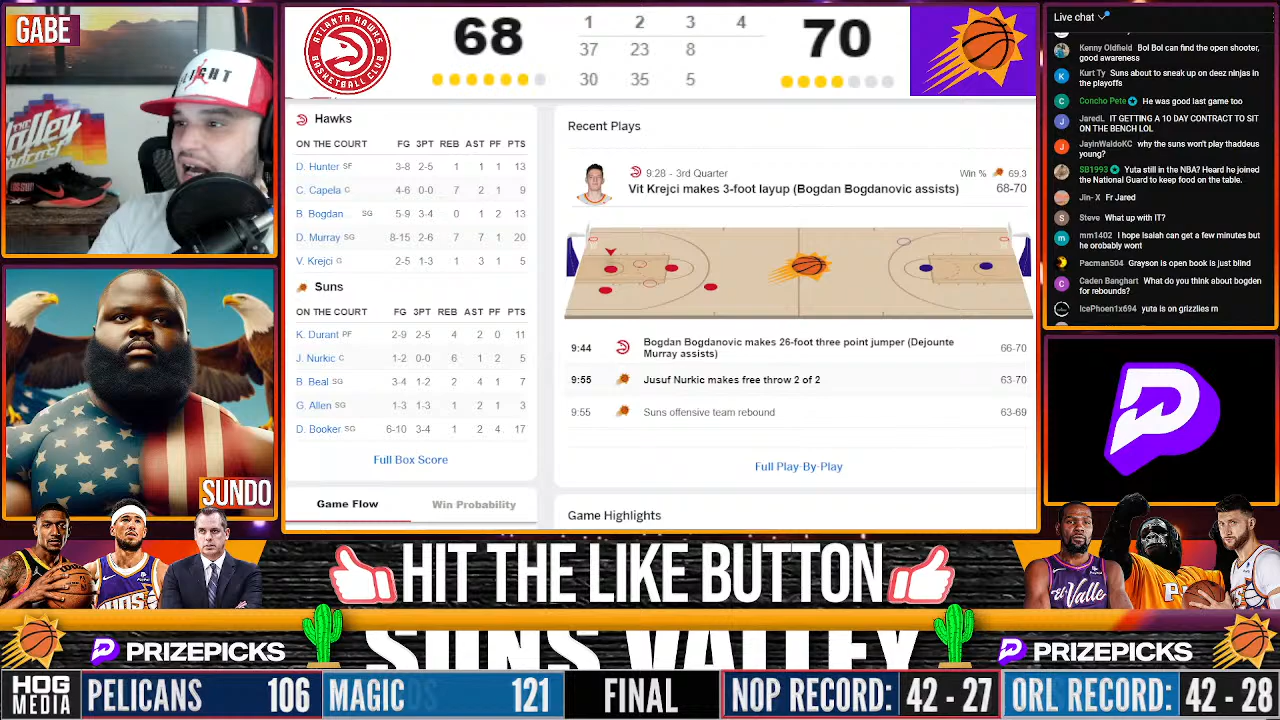 GABE
LIGHT
THE
Valley
Podcast
SUNDO
ATLANTA HAWKS
BASKETBALL CLUB
68
1 2 3 4
37 23 8
30 35 5
70
Hawks
ON THE COURT FG 3PT REB AST PF PTS
D. Hunter SF 3-8 2-5 1 1 1 13
C. Capela C 4-6 0-0 7 2 1 9
B. Bogdan... SG 5-9 3-4 0 1 2 13
D. Murray SG 8-15 2-6 7 7 1 20
V. Krejci G 2-5 1-3 1 3 1 5
Suns
ON THE COURT FG 3PT REB AST PF PTS
K. Durant PF 2-9 2-5 4 2 0 11
J. Nurkic C 1-2 0-0 6 1 2 5
B. Beal SG 3-4 1-2 2 4 1 7
G. Allen SG 1-3 1-3 1 2 1 3
D. Booker SG 6-10 3-4 1 2 4 17
Full Box Score
Game Flow
Win Probability
Recent Plays
9:28 - 3rd Quarter
Win % 69.3
Vit Krejci makes 3-foot layup (Bogdan Bogdanovic assists)
68-70
9:44 Bogdan Bogdanovic makes 26-foot three point jumper (Dejounte
Murray assists)
66-70
9:55 Jusuf Nurkic makes free throw 2 of 2 63-70
9:55 Suns offensive team rebound 63-69
Full Play-By-Play
Game Highlights
Live chat
Kenny Oldfield Bol bol can find the open shooter,
good awareness
Kurt Ty Suns about to sneak up on deez nuts in
the playoffs
Concho Pete He was good last game too
JaredL IT GETTING A 10 DAY CONTRACT TO SIT
ON THE BENCH LOL
JayinWaldoKC why the suns aint play thaddeus
young?
SB1993 Yuta still in the NBA? Heard he joined
the National Guard to keep food on the table.
Jin- X Fr Jared
Steve What up with IT?
mm1402 I hope Isaiah can get a few minutes but
he orobably wont
Pacman504 Grayson is open book is just blind
Caden Banghart What do you think about bogden
for rebounds?
IcePhoen1x694 yuta is on grizzlies rn
P
HIT THE LIKE BUTTON
SUNS VALLEY
PRIZEPICKS
PRIZEPICKS
HOG
MEDIA
PELICANS 106
MAGIC 121
FINAL
NOP RECORD: 42 - 27
ORL RECORD: 42 - 28